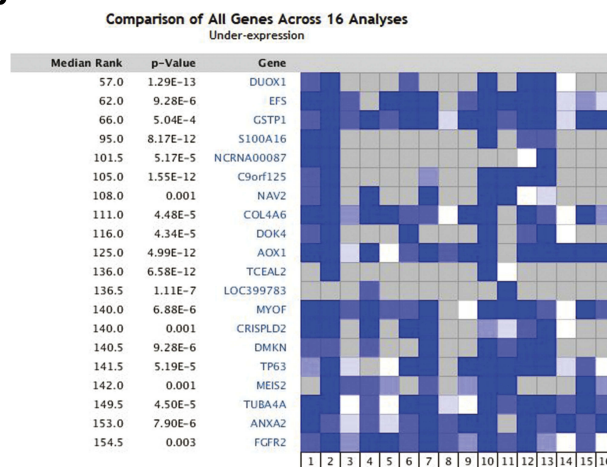 Comparison of All Genes Across 16 Analyses
Under-expression
Median Rank p-Value Gene
57.0 1.29E-13 DUOX1
62.0 9.28E-6 EFS
66.0 5.04E-4 GSTP1
95.0 8.17E-12 S100A16
101.5 5.17E-5 NCRNA00087
105.0 1.55E-12 C9orf125
108.0 0.001 NAV2
111.0 4.48E-5 COL4A6
116.0 4.34E-5 DOK4
125.0 4.99E-12 AOX1
136.0 6.58E-12 TCEAL2
136.5 1.11E-7 LOC399783
140.0 6.88E-6 MYOF
140.0 0.001 CRISPLD2
140.5 9.28E-6 DMKN
141.5 5.19E-5 TP63
142.0 0.001 MEIS2
149.5 4.50E-5 TUBA4A
153.0 7.90E-6 ANXA2
154.5 0.003 FGFR2
1 2 3 4 5 6 7 8 9 10 11 12 13 14 15